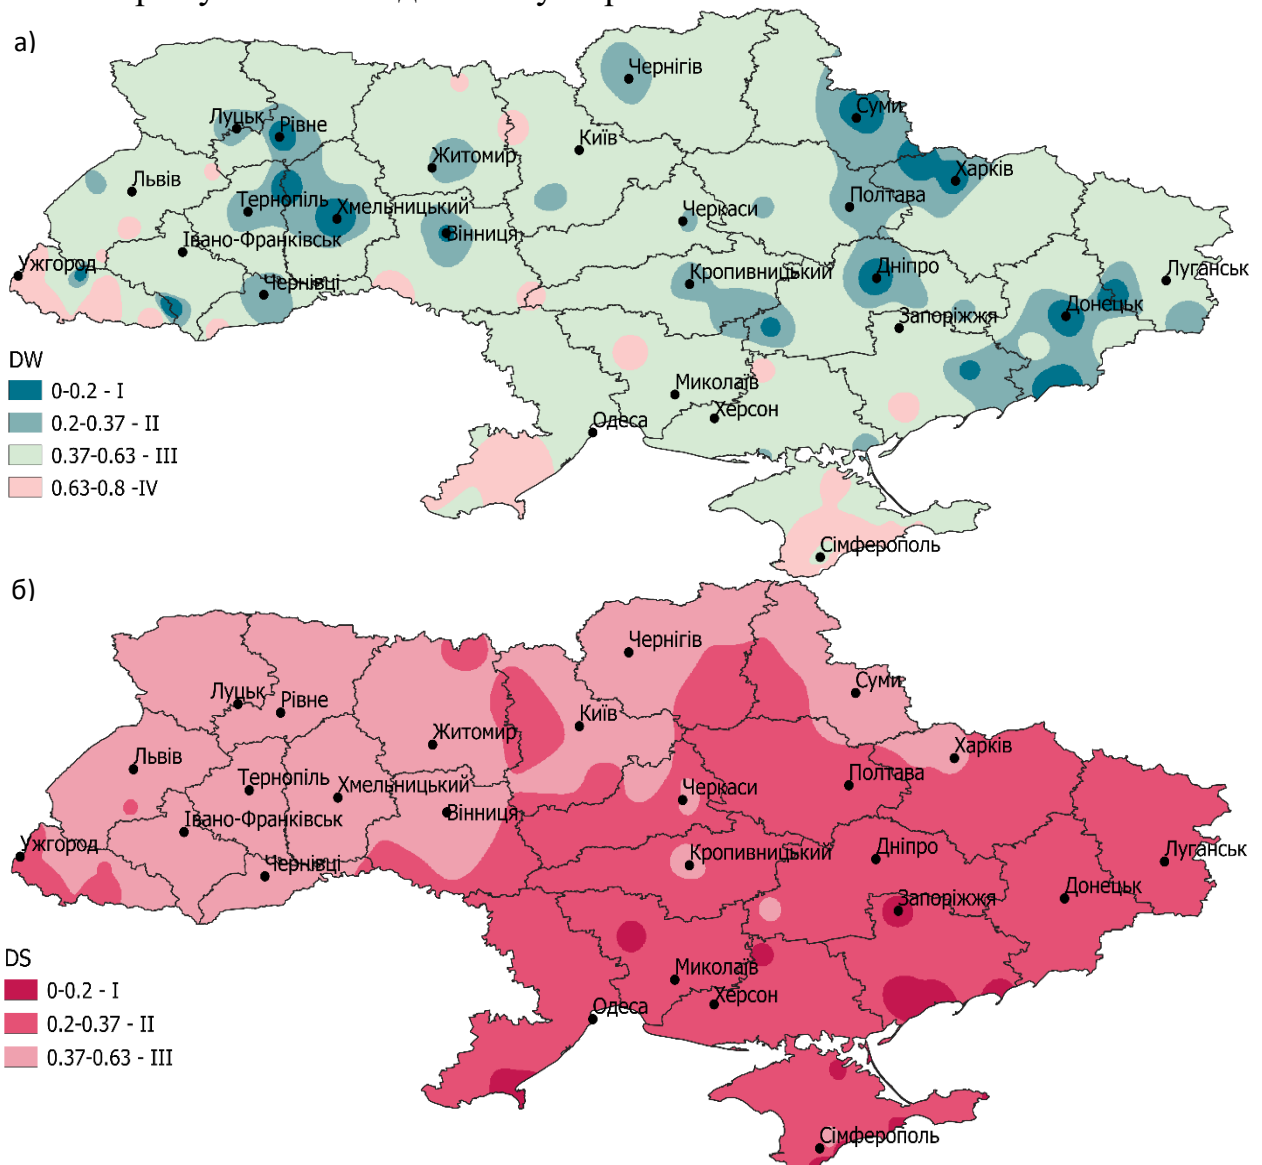 а)
Чернігів
Суми
Луцьк
Рівне
Київ
Житомир
Харків
Львів
Тернопіль
Хмельницький
Полтава
Черкаси
Вінниця
Івано-Франківськ
Ужгород
Кропивницький
Дніпро
Луганськ
Чернівці
Донецьк
Запоріжжя
DW
0-0.2 - I
0.2-0.37 - II
0.37-0.63 - III
0.63-0.8 -IV
Миколаїв
Херсон
Одеса
Сімферополь
б)
Чернігів
Суми
Луцьк
Рівне
Київ
Житомир
Харків
Львів
Тернопіль
Хмельницький
Полтава
Черкаси
Вінниця
Івано-Франківськ
Ужгород
Кропивницький
Дніпро
Луганськ
Чернівці
Донецьк
Запоріжжя
DS
0-0.2 - I
0.2-0.37 - II
0.37-0.63 - III
Миколаїв
Херсон
Одеса
Сімферополь